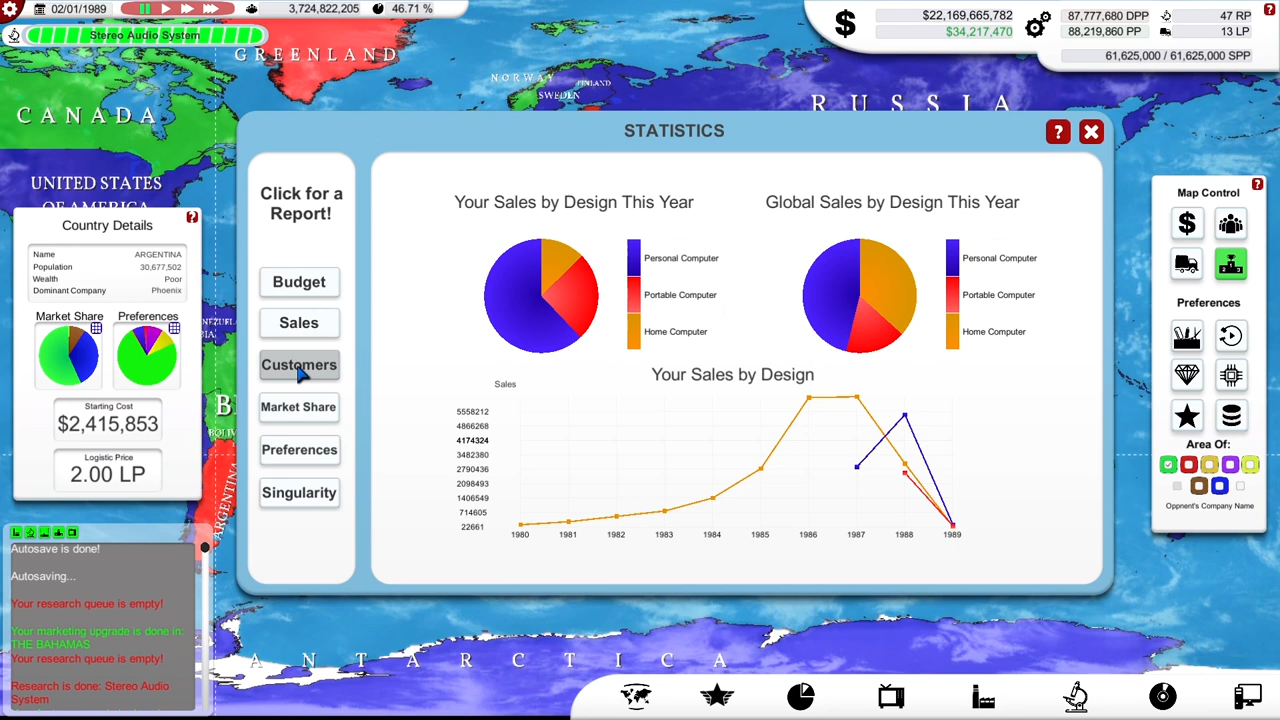 02/01/1989
3,724,822,205
46.71 %
$22,169,665,782
$34,217,470
87,777,680 DPP
88,219,860 PP
47 RP
13 LP
61,625,000 / 61,625,000 SPP
?
Stereo Audio System
GREENLAND
NORWAY
FINLAND
SWEDEN
RUSSIA
CANADA
UNITED STATES
OF AMERICA
STATISTICS
?
Click for a
Report!
Budget
Sales
Customers
Market Share
Preferences
Singularity
Your Sales by Design This Year
Personal Computer
Portable Computer
Home Computer
Global Sales by Design This Year
Personal Computer
Portable Computer
Home Computer
Your Sales by Design
Sales
5558212
4866268
4174324
3482380
2790436
2098493
1406549
714605
22661
1980 1981 1982 1983 1984 1985 1986 1987 1988 1989
Country Details
?
Name ARGENTINA
Population 30,677,502
Wealth Poor
Dominant Company Phoenix
Market Share Preferences
Starting Cost
$2,415,853
Logistic Price
2.00 LP
ARGENTINA
Autosave is done!
Autosaving...
Your research queue is empty!
Your marketing upgrade is done in:
THE BAHAMAS
Your research queue is empty!
Research is done: Stereo Audio
System
Map Control
?
Preferences
Area Of:
Oppnent's Company Name
ANTARCTICA